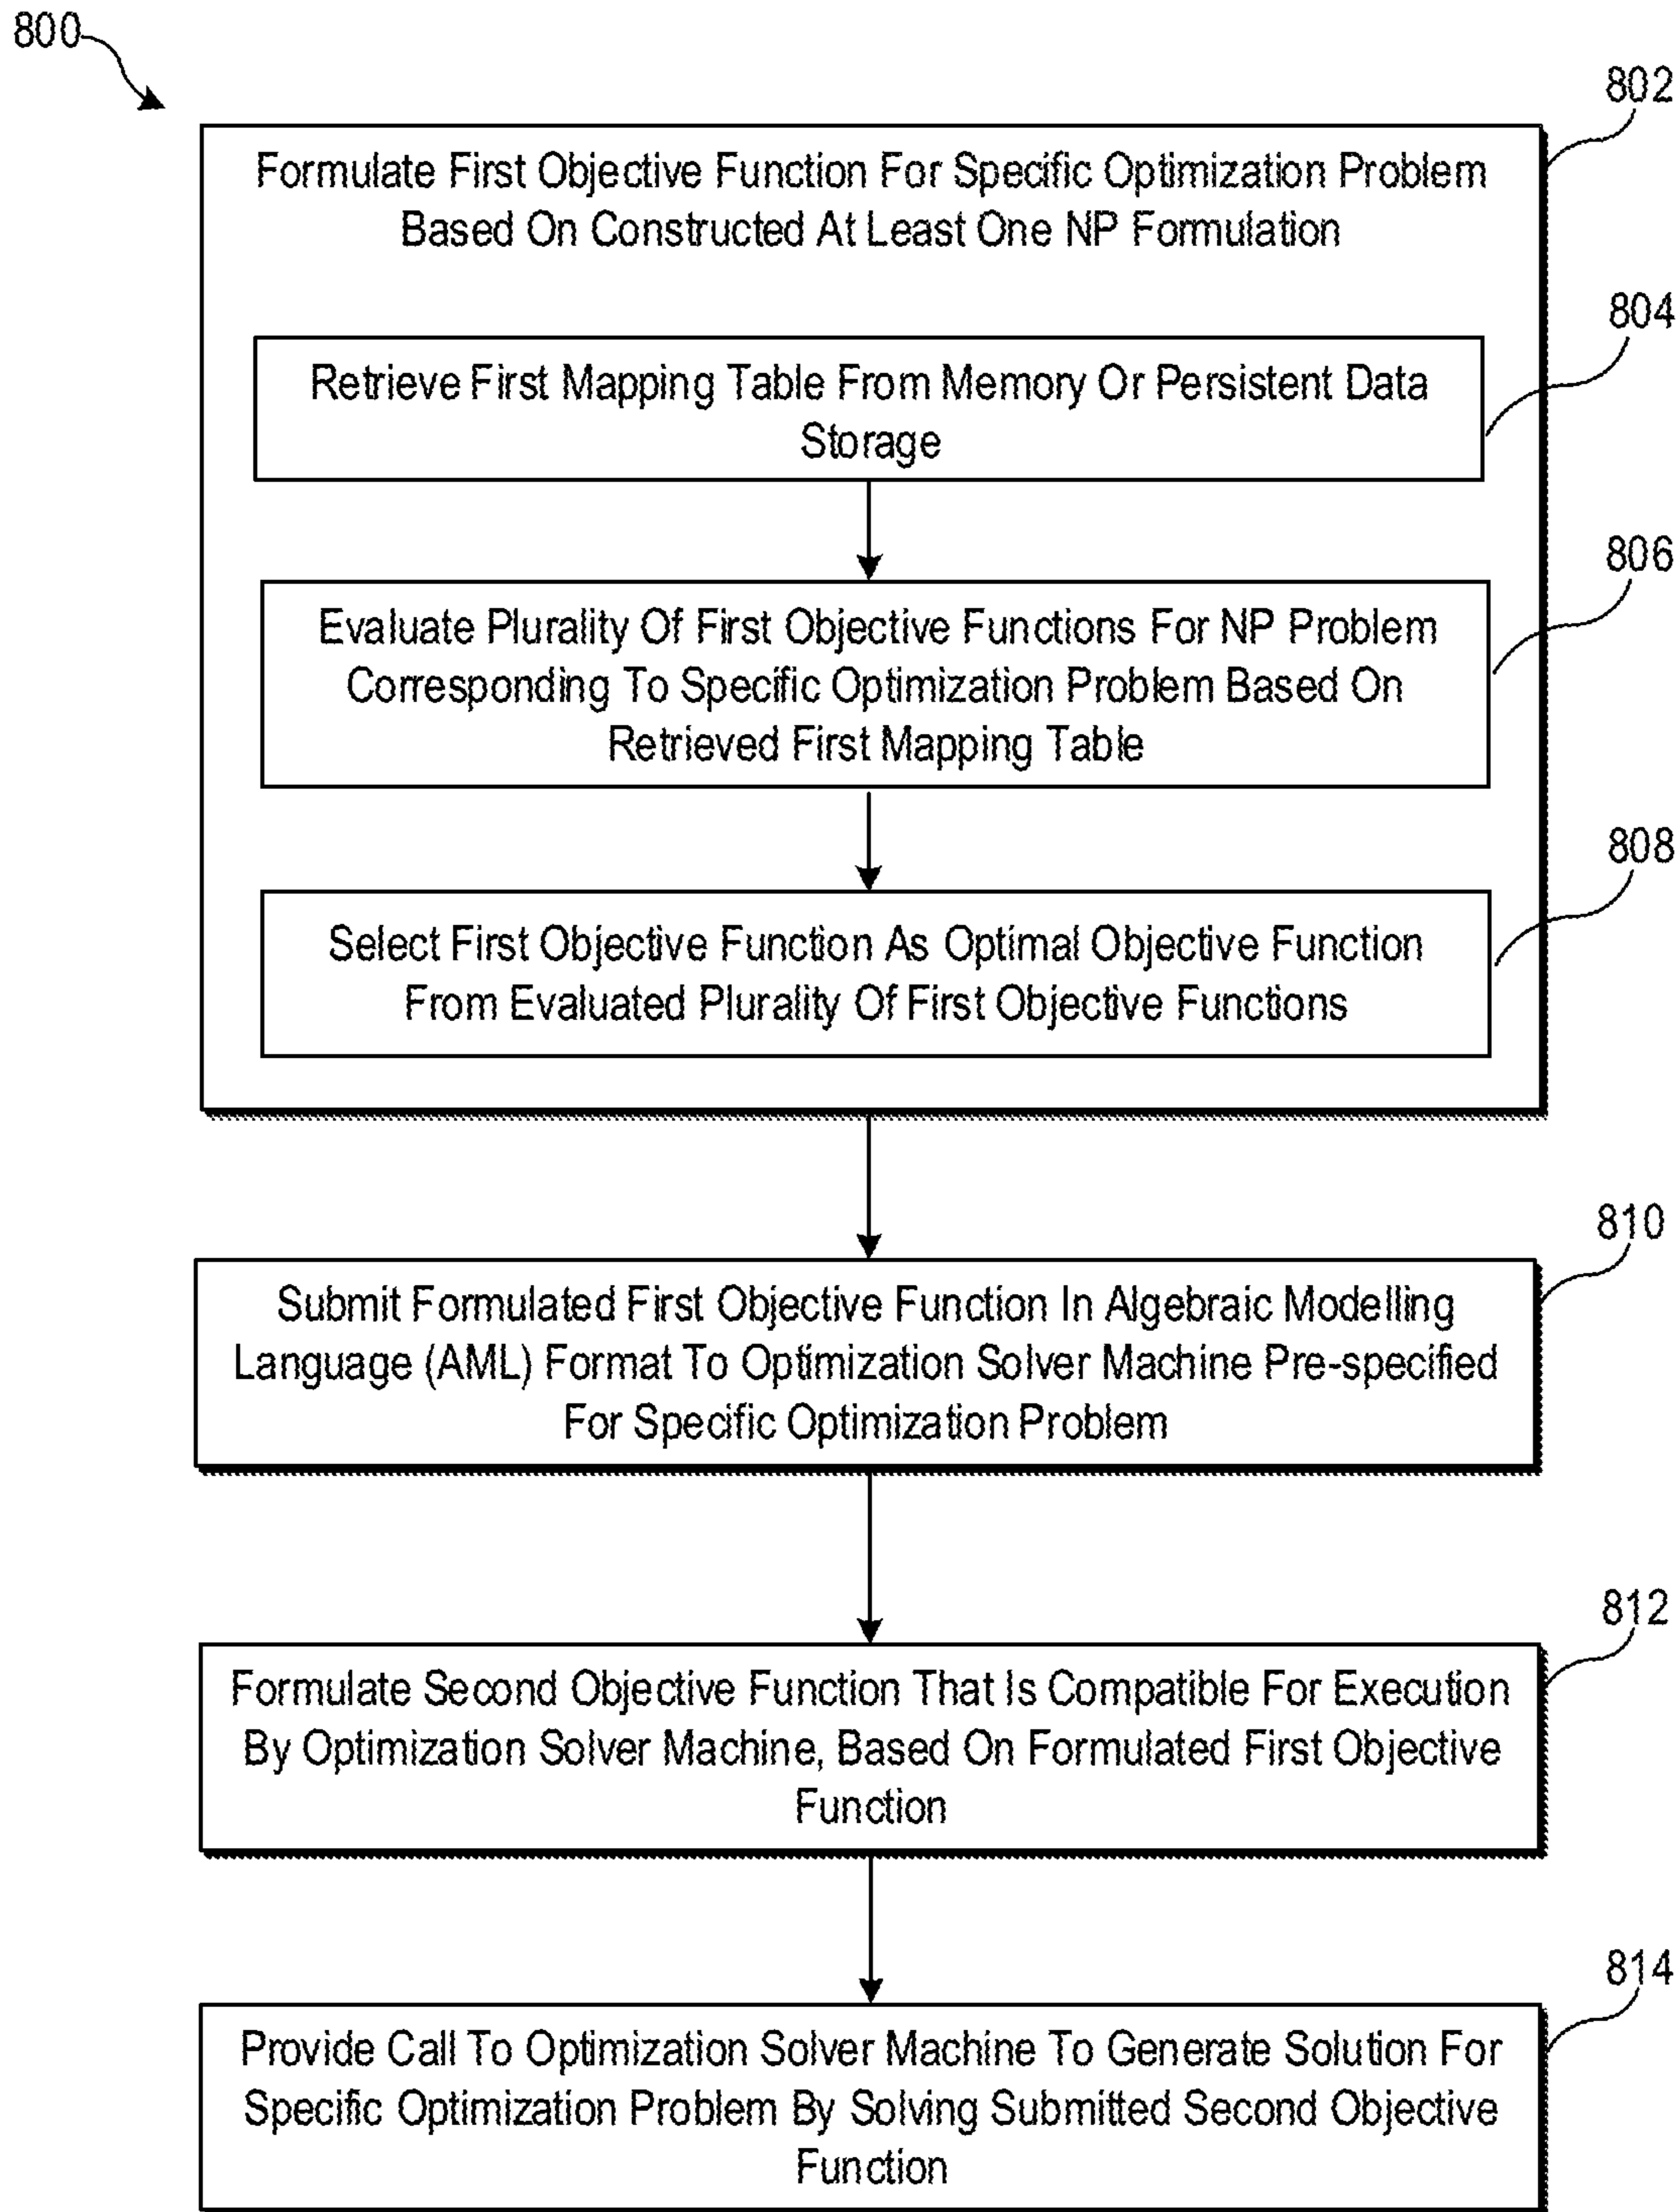 800
802
Formulate First Objective Function For Specific Optimization Problem
Based On Constructed At Least One NP Formulation
804
Retrieve First Mapping Table From Memory Or Persistent Data
Storage
806
Evaluate Plurality Of First Objective Functions For NP Problem
Corresponding To Specific Optimization Problem Based On
Retrieved First Mapping Table
808
Select First Objective Function As Optimal Objective Function
From Evaluated Plurality Of First Objective Functions
810
Submit Formulated First Objective Function In Algebraic Modelling
Language (AML) Format To Optimization Solver Machine Pre-specified
For Specific Optimization Problem
812
Formulate Second Objective Function That Is Compatible For Execution
By Optimization Solver Machine, Based On Formulated First Objective
Function
814
Provide Call To Optimization Solver Machine To Generate Solution For
Specific Optimization Problem By Solving Submitted Second Objective
Function